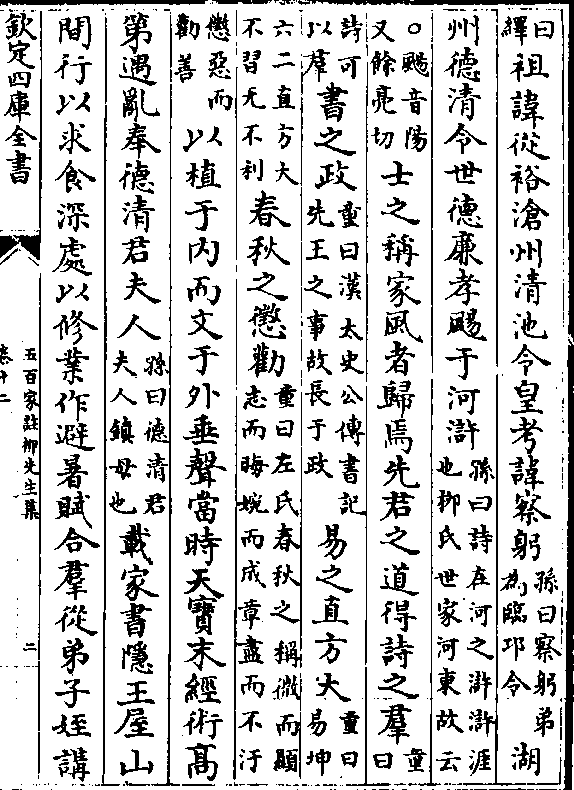 曰繹祖諱從裕滄州清池令皇考諱察躬孫曰察躬弟為臨邛令湖
州德清令世德廉孝颺于河滸孫曰詩在河之滸滸涯也柳氏世家河東故云
○颺音陽又餘亮切士之稱家風者歸焉先君之道得詩之羣童曰
詩可以羣書之政童曰漢太史公傳書記先王之事故長于政易之直方大童曰易坤
六二直方大不習无不利春秋之懲勸童曰左氏春秋之稱微而顯志而晦婉而成章盡而不汙
懲惡而勸善以植于内而文于外垂聲當時天寶末經術高
第遇亂奉德清君夫人孫曰德清君夫人鎮母也載家書隱王屋山
間行以求食深處以修業作避暑賦合羣從弟子姪講
欽定四庫全書
五百家註柳先生集
卷十二
二